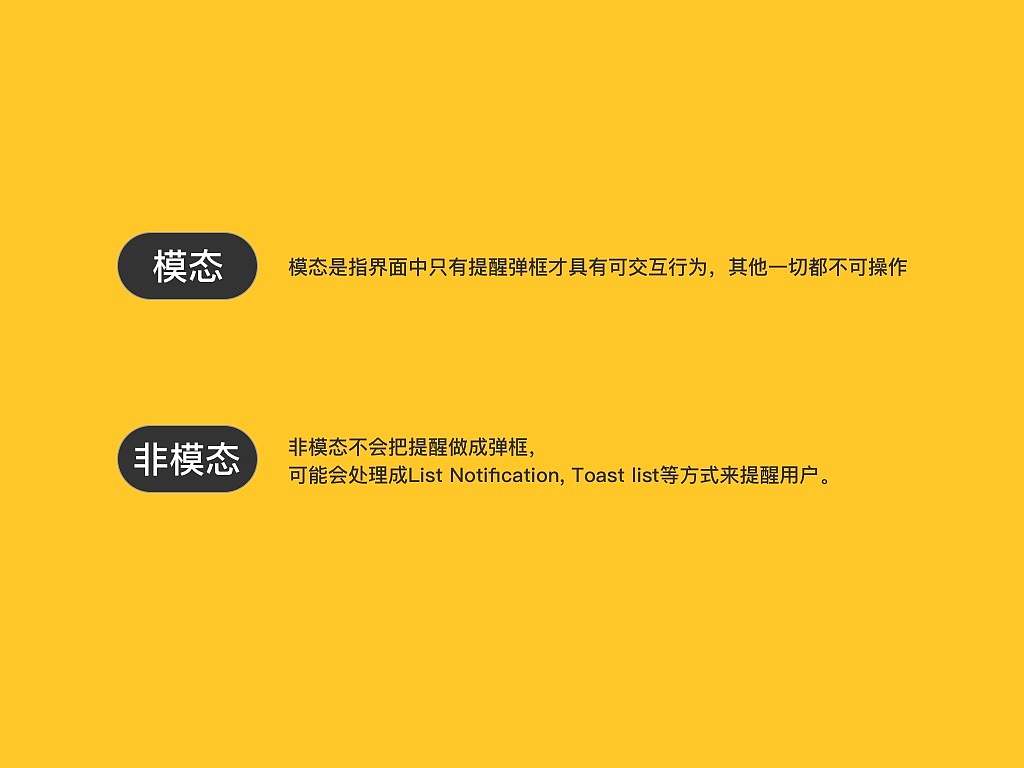 模态
模态是指界面中只有提醒弹框才具有可交互行为，其他一切都不可操作
非模态
非模态不会把提醒做成弹框，
可能会处理成List Notification, Toast list等方式来提醒用户。